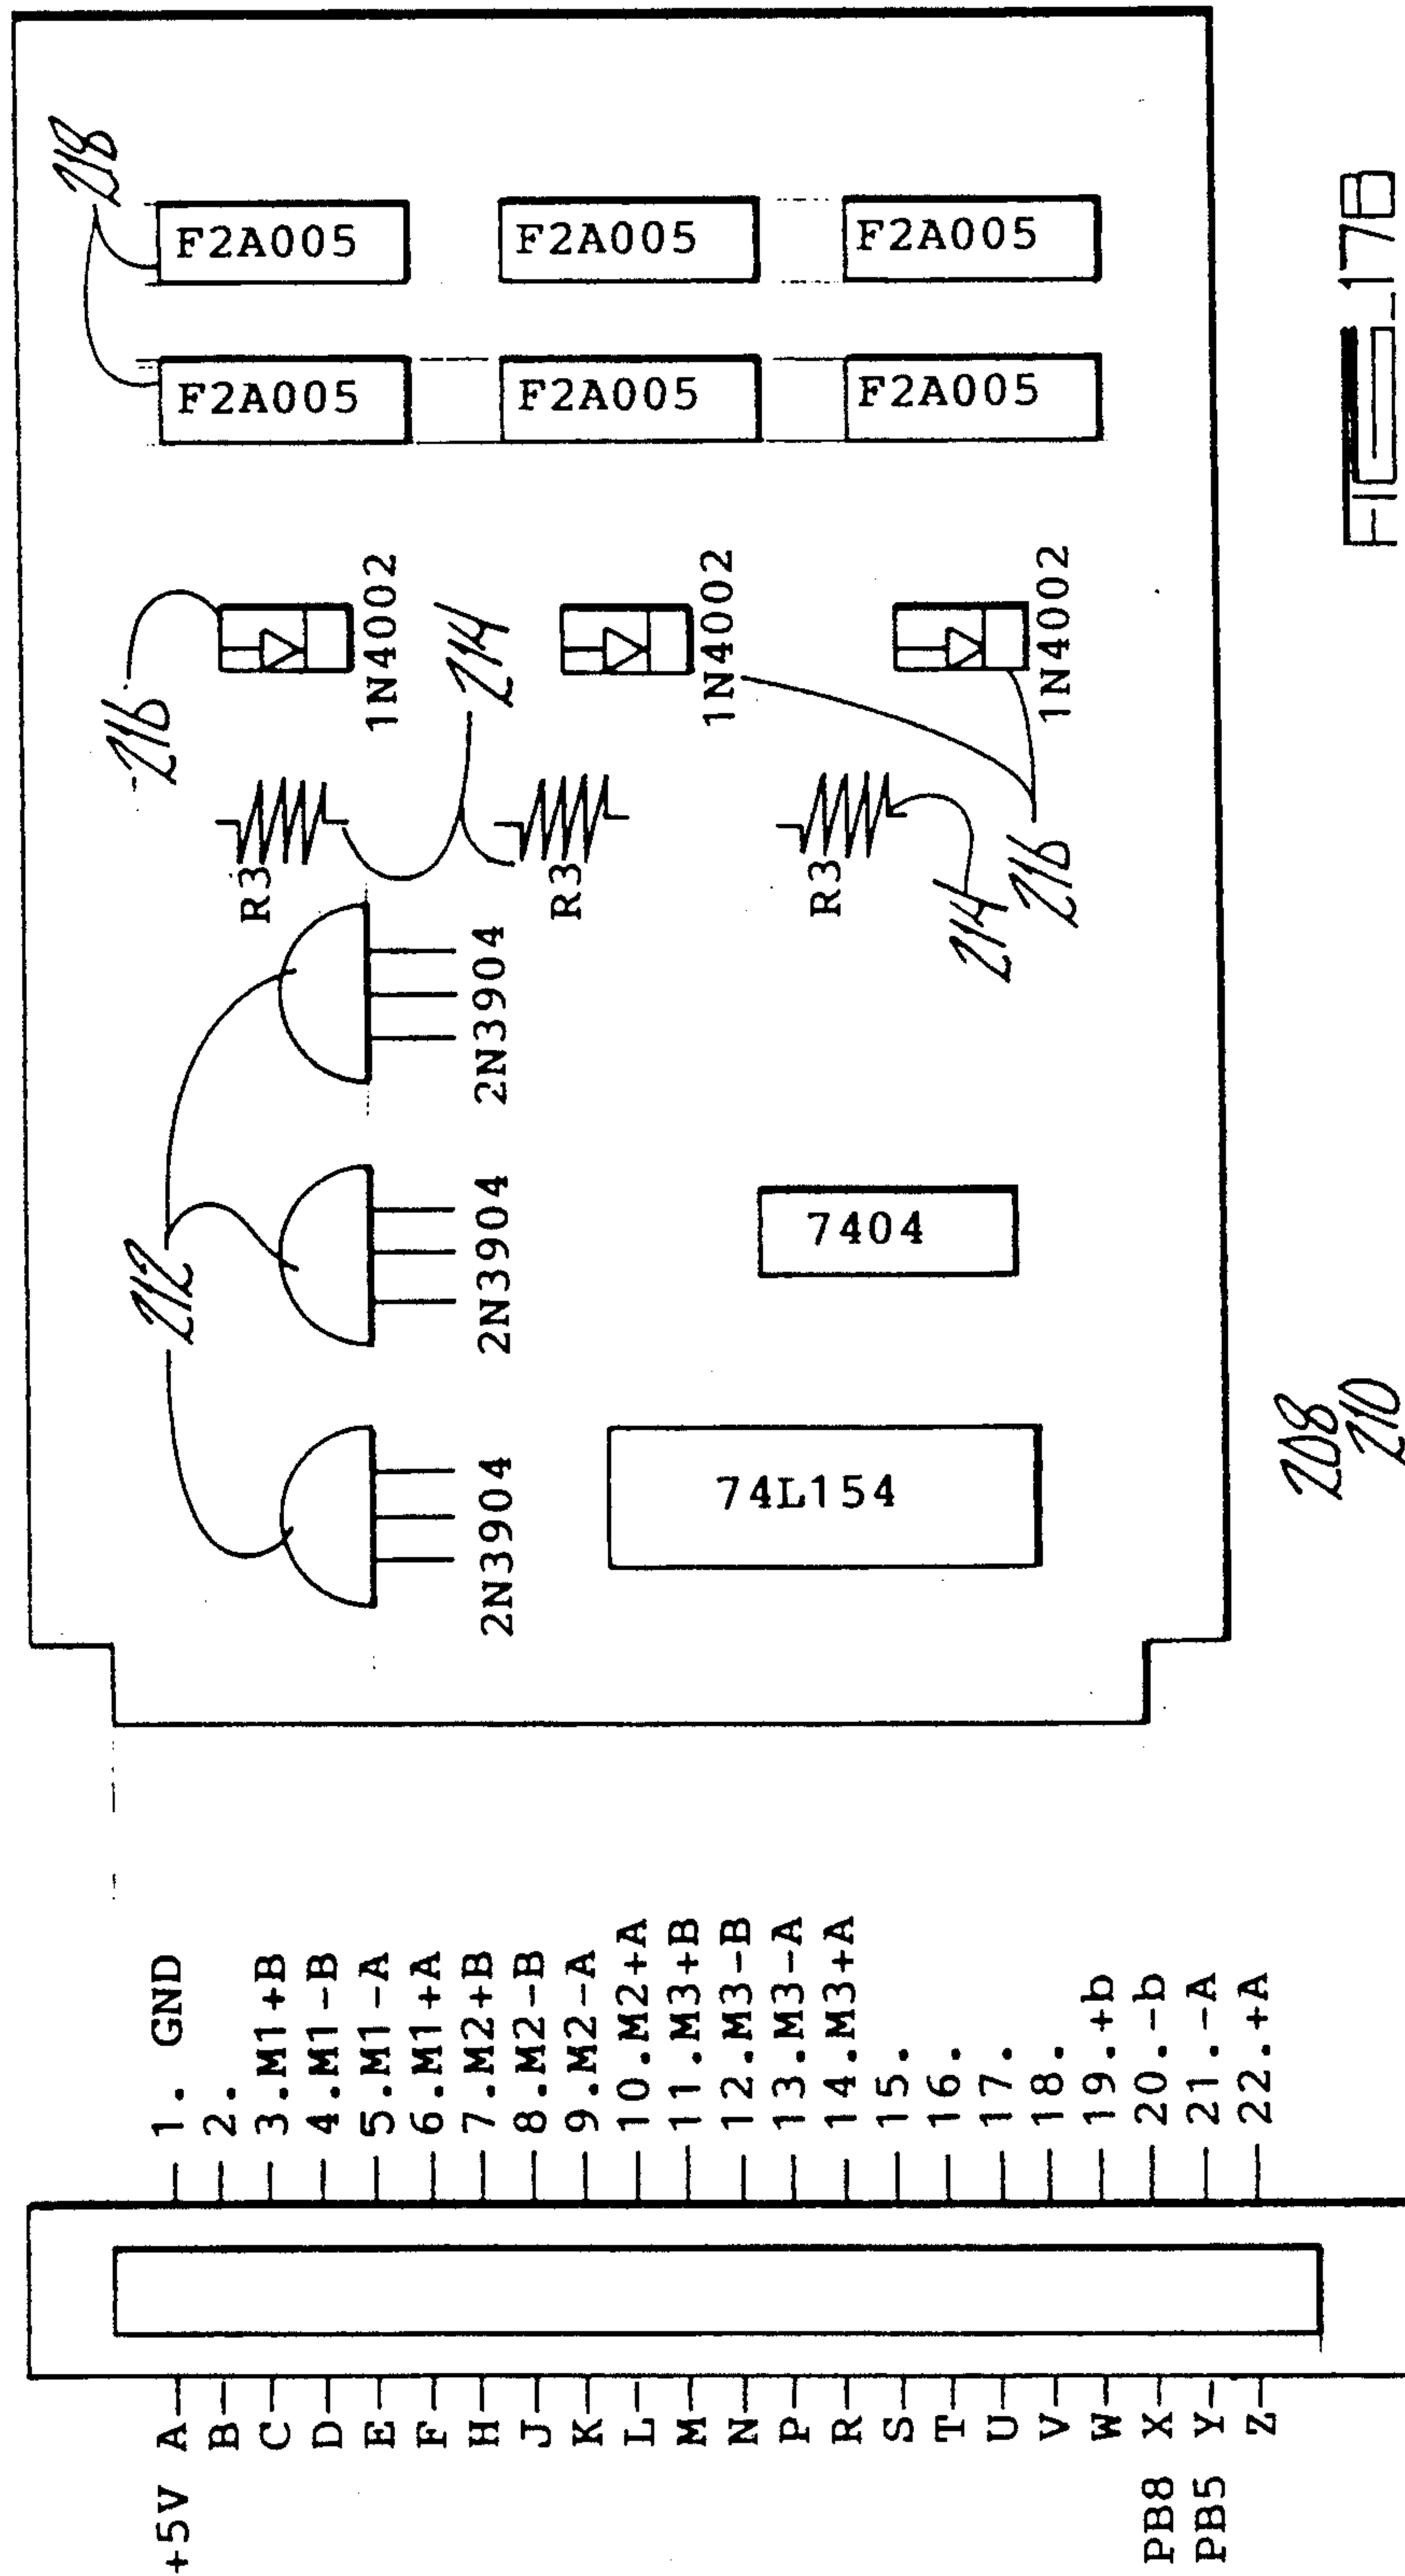 218
F2A005
F2A005
F2A005
F2A005
F2A005
F2A005
216
1N4002
214
1N4002
1N4002
R3
R3
R3
214
216
212
2N3904
2N3904
2N3904
7404
74L154
208
210
1. GND
2.
3.M1+B
4.M1-B
5.M1-A
6.M1+A
7.M2+B
8.M2-B
9.M2-A
10.M2+A
11.M3+B
12.M3-B
13.M3-A
14.M3+A
15.
16.
17.
18.
19.+b
20.-b
21.-A
22.+A
+5V A
B
C
D
E
F
H
J
K
L
M
N
P
R
S
T
U
V
W
PB8 X
PB5 Y
Z
FIG_17B